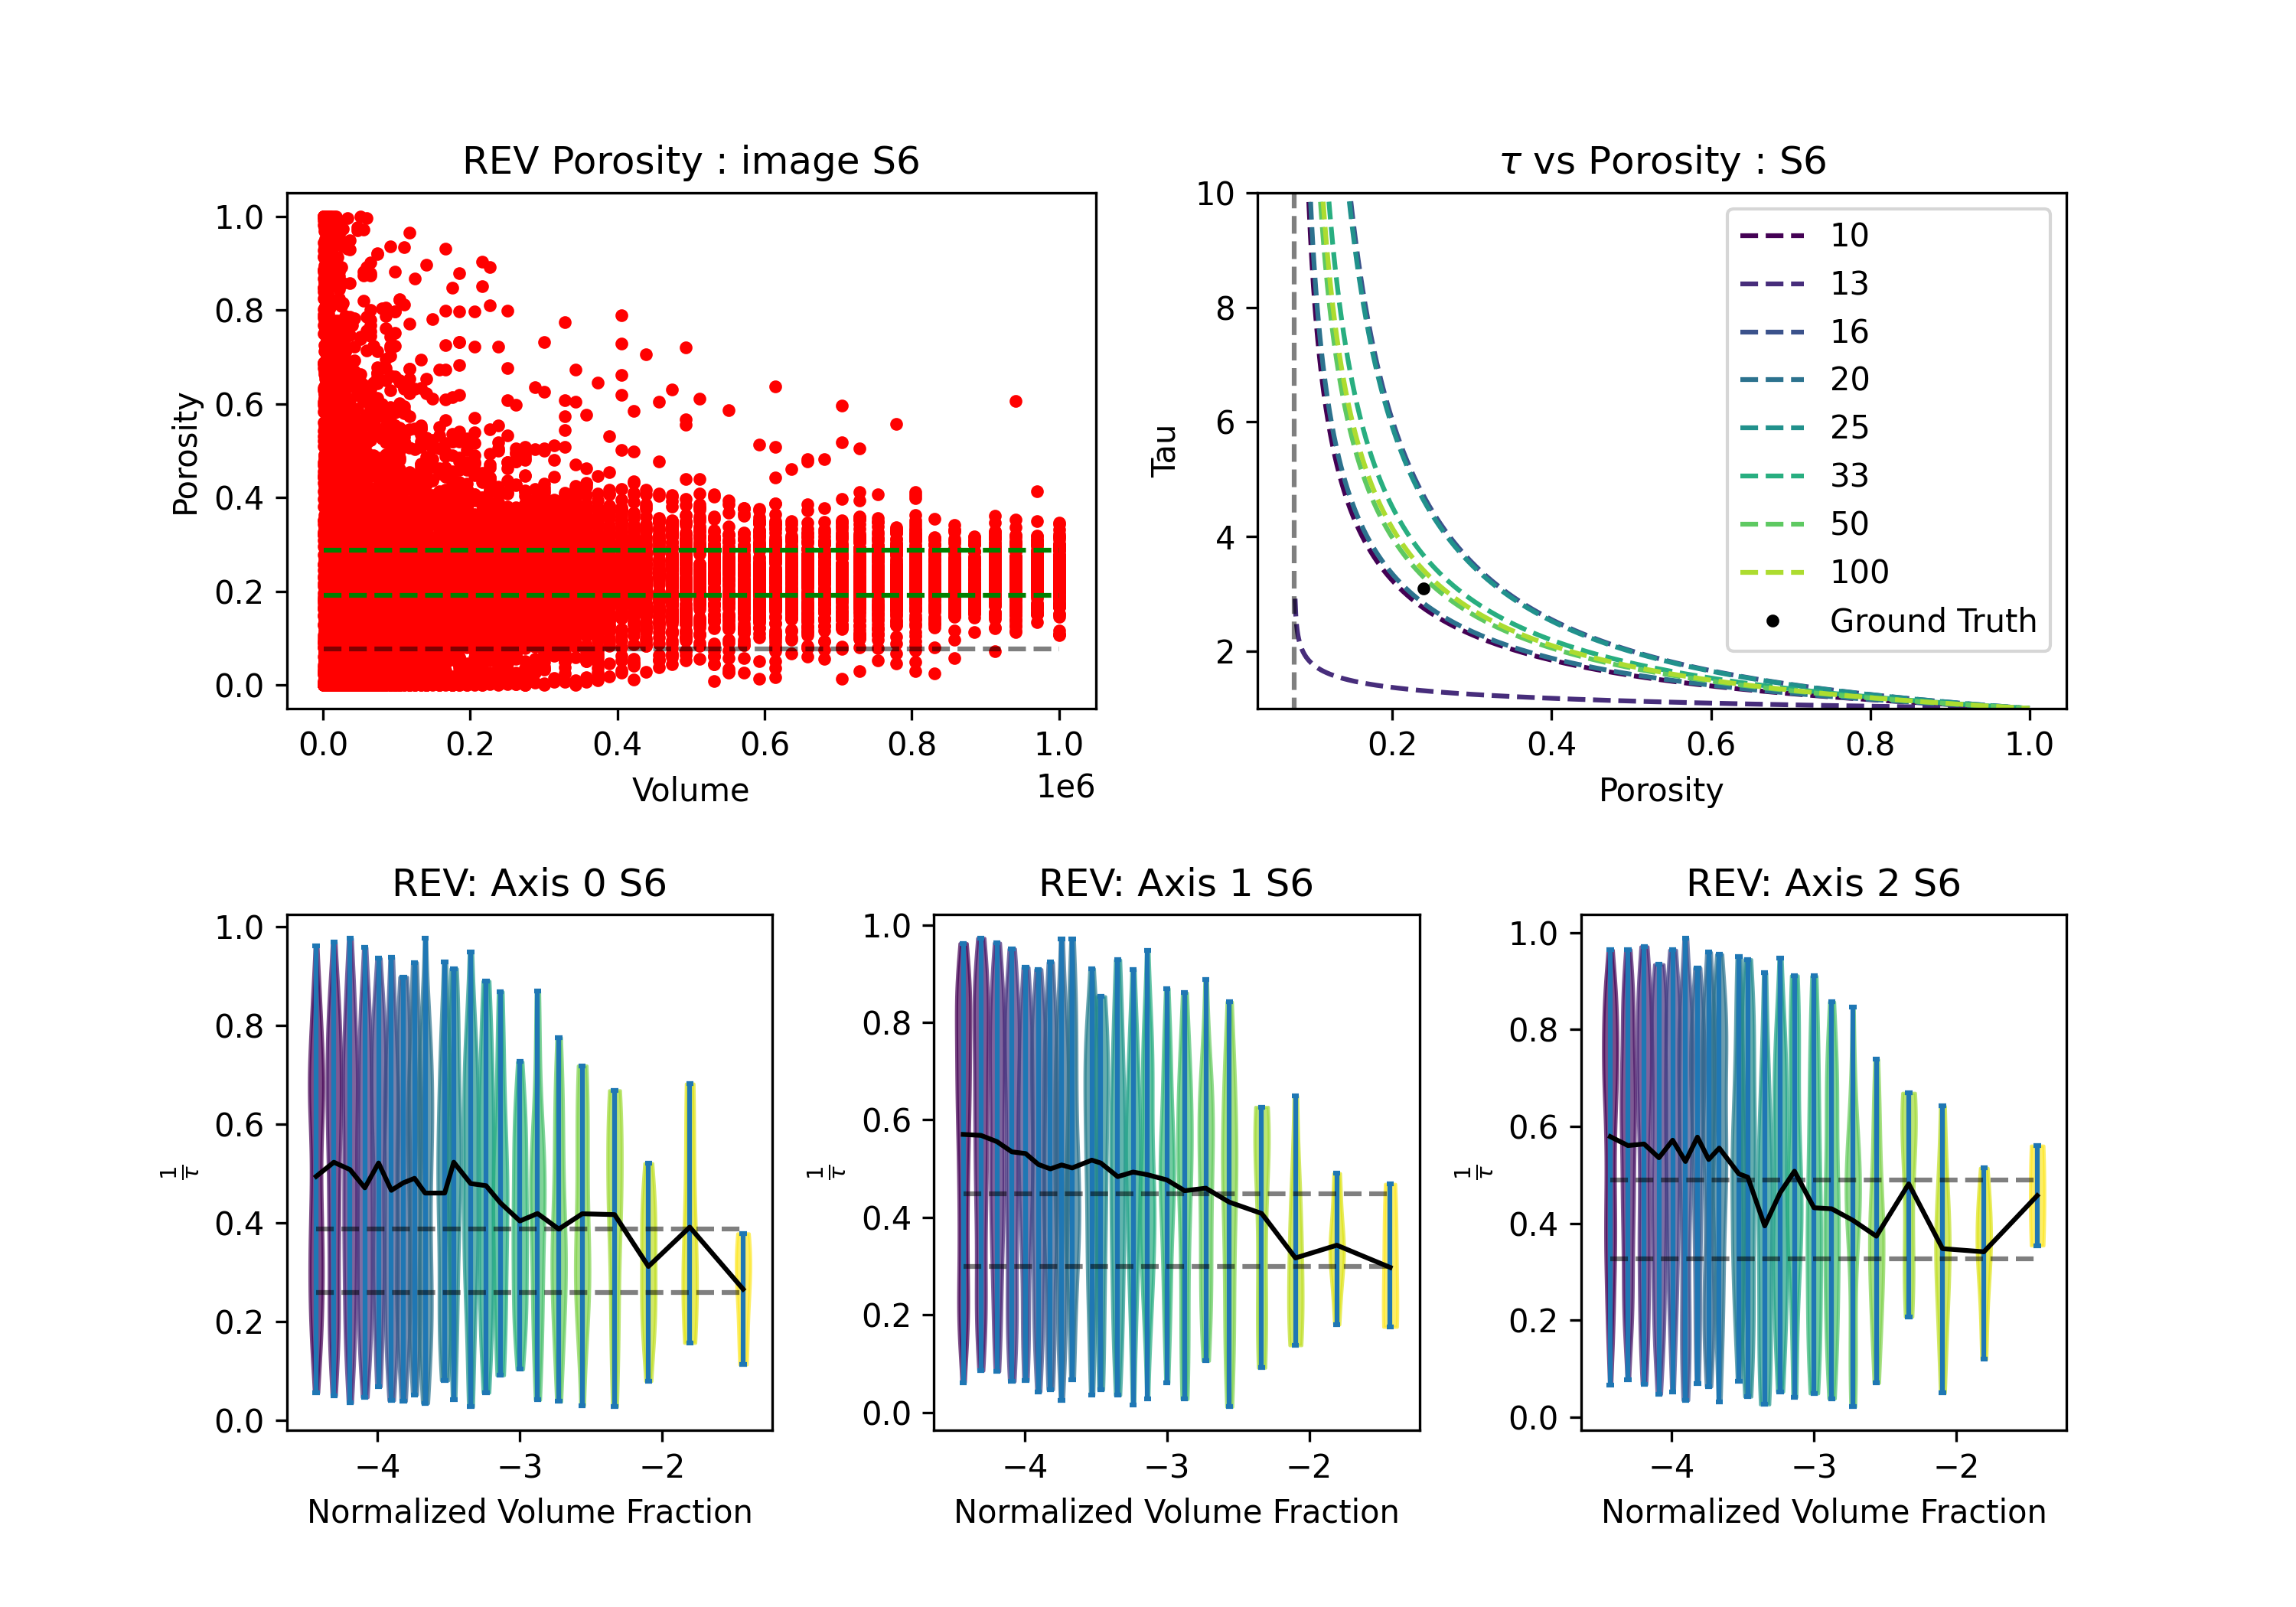 REV Porosity : image S6
1.0
0.8
0.6
0.4
0.2
0.0
Porosity
0.0 0.2 0.4 0.6 0.8 1.0
1e6
Volume
τ vs Porosity : S6
10
8
6
4
2
Tau
0.2 0.4 0.6 0.8 1.0
Porosity
10
13
16
20
25
33
50
100
Ground Truth
REV: Axis 0 S6
1.0
0.8
0.6
0.4
0.2
0.0
1/τ
−4 −3 −2
Normalized Volume Fraction
REV: Axis 1 S6
1.0
0.8
0.6
0.4
0.2
0.0
1/τ
−4 −3 −2
Normalized Volume Fraction
REV: Axis 2 S6
1.0
0.8
0.6
0.4
0.2
0.0
1/τ
−4 −3 −2
Normalized Volume Fraction